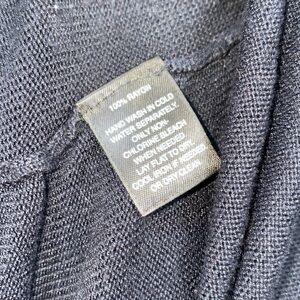 100% RAYON
HAND WASH IN COLD
WATER SEPARATELY.
ONLY NON-
CHLORINE BLEACH
WHEN NEEDED
LAY FLAT TO DRY.
COOL IRON IF NEEDED
OR DRY CLEAN.